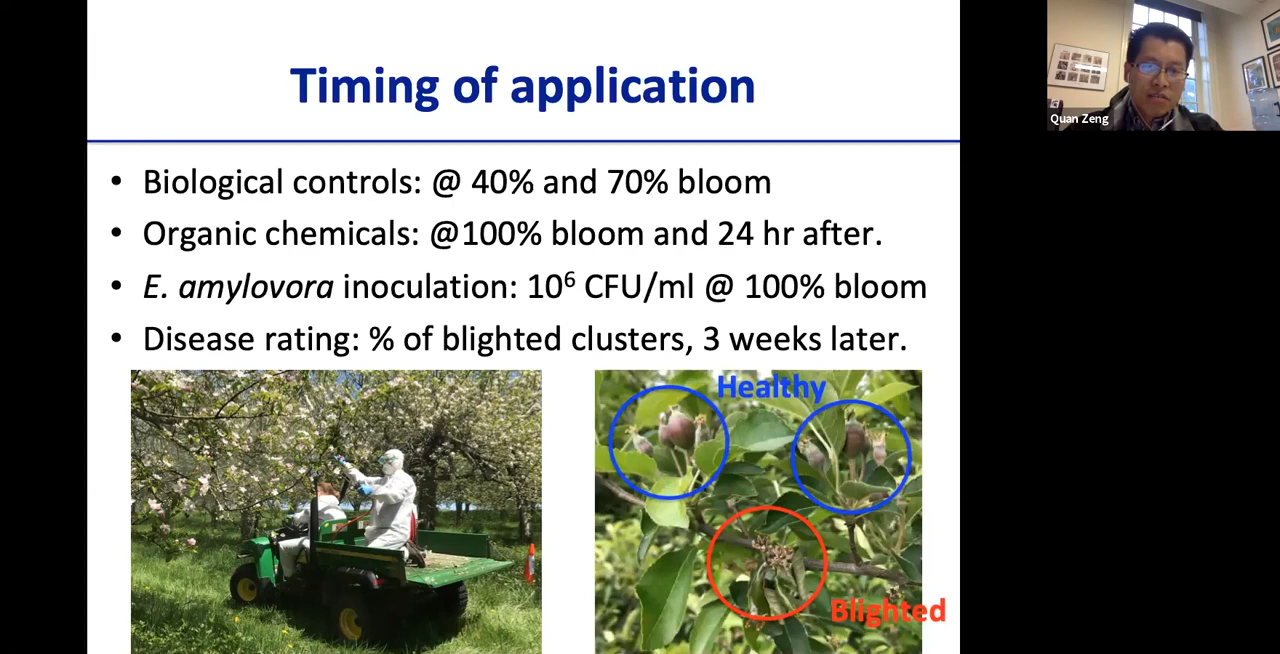 Timing of application
Quan Zeng
• Biological controls: @ 40% and 70% bloom
• Organic chemicals: @100% bloom and 24 hr after.
• E. amylovora inoculation: 10⁶ CFU/ml @ 100% bloom
• Disease rating: % of blighted clusters, 3 weeks later.
Healthy
Blighted